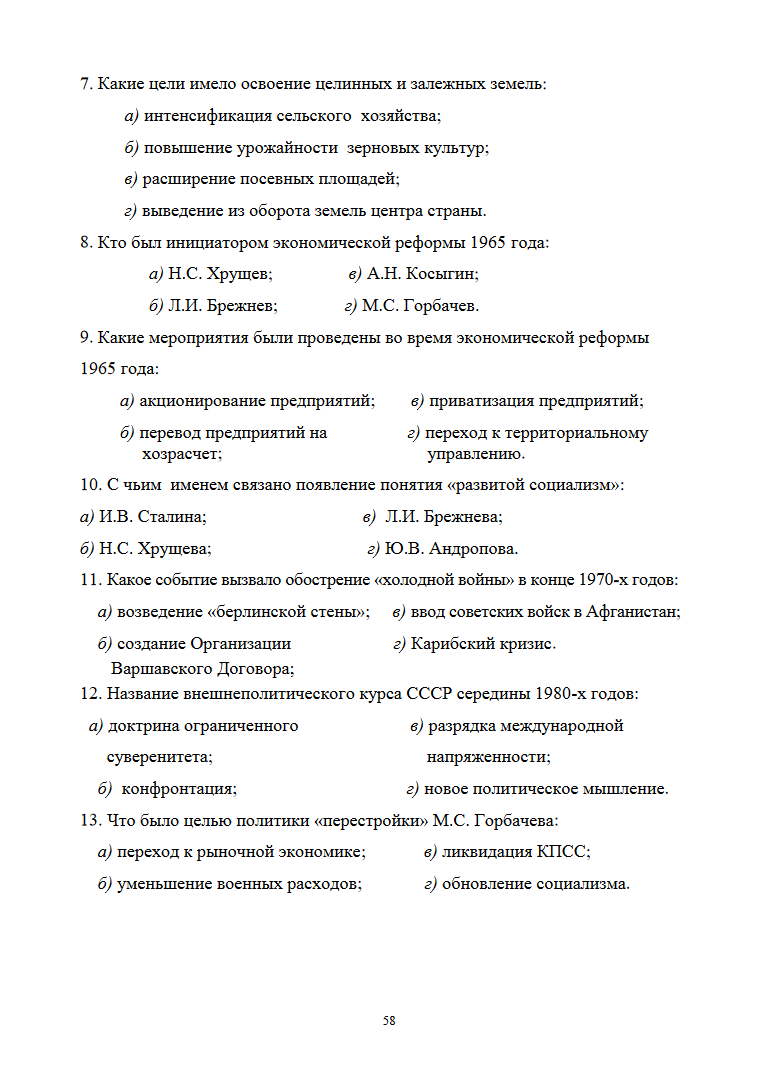 7. Какие цели имело освоение целинных и залежных земель:
а) интенсификация сельского хозяйства;
б) повышение урожайности зерновых культур;
в) расширение посевных площадей;
г) выведение из оборота земель центра страны.
8. Кто был инициатором экономической реформы 1965 года:
а) Н.С. Хрущев; в) А.Н. Косыгин;
б) Л.И. Брежнев; г) М.С. Горбачев.
9. Какие мероприятия были проведены во время экономической реформы
1965 года:
а) акционирование предприятий; в) приватизация предприятий;
б) перевод предприятий на г) переход к территориальному
хозрасчет; управлению.
10. С чьим именем связано появление понятия «развитой социализм»:
а) И.В. Сталина; в) Л.И. Брежнева;
б) Н.С. Хрущева; г) Ю.В. Андропова.
11. Какое событие вызвало обострение «холодной войны» в конце 1970-х годов:
а) возведение «берлинской стены»; в) ввод советских войск в Афганистан;
б) создание Организации г) Карибский кризис.
Варшавского Договора;
12. Название внешнеполитического курса СССР середины 1980-х годов:
а) доктрина ограниченного в) разрядка международной
суверенитета; напряженности;
б) конфронтация; г) новое политическое мышление.
13. Что было целью политики «перестройки» М.С. Горбачева:
а) переход к рыночной экономике; в) ликвидация КПСС;
б) уменьшение военных расходов; г) обновление социализма.
58